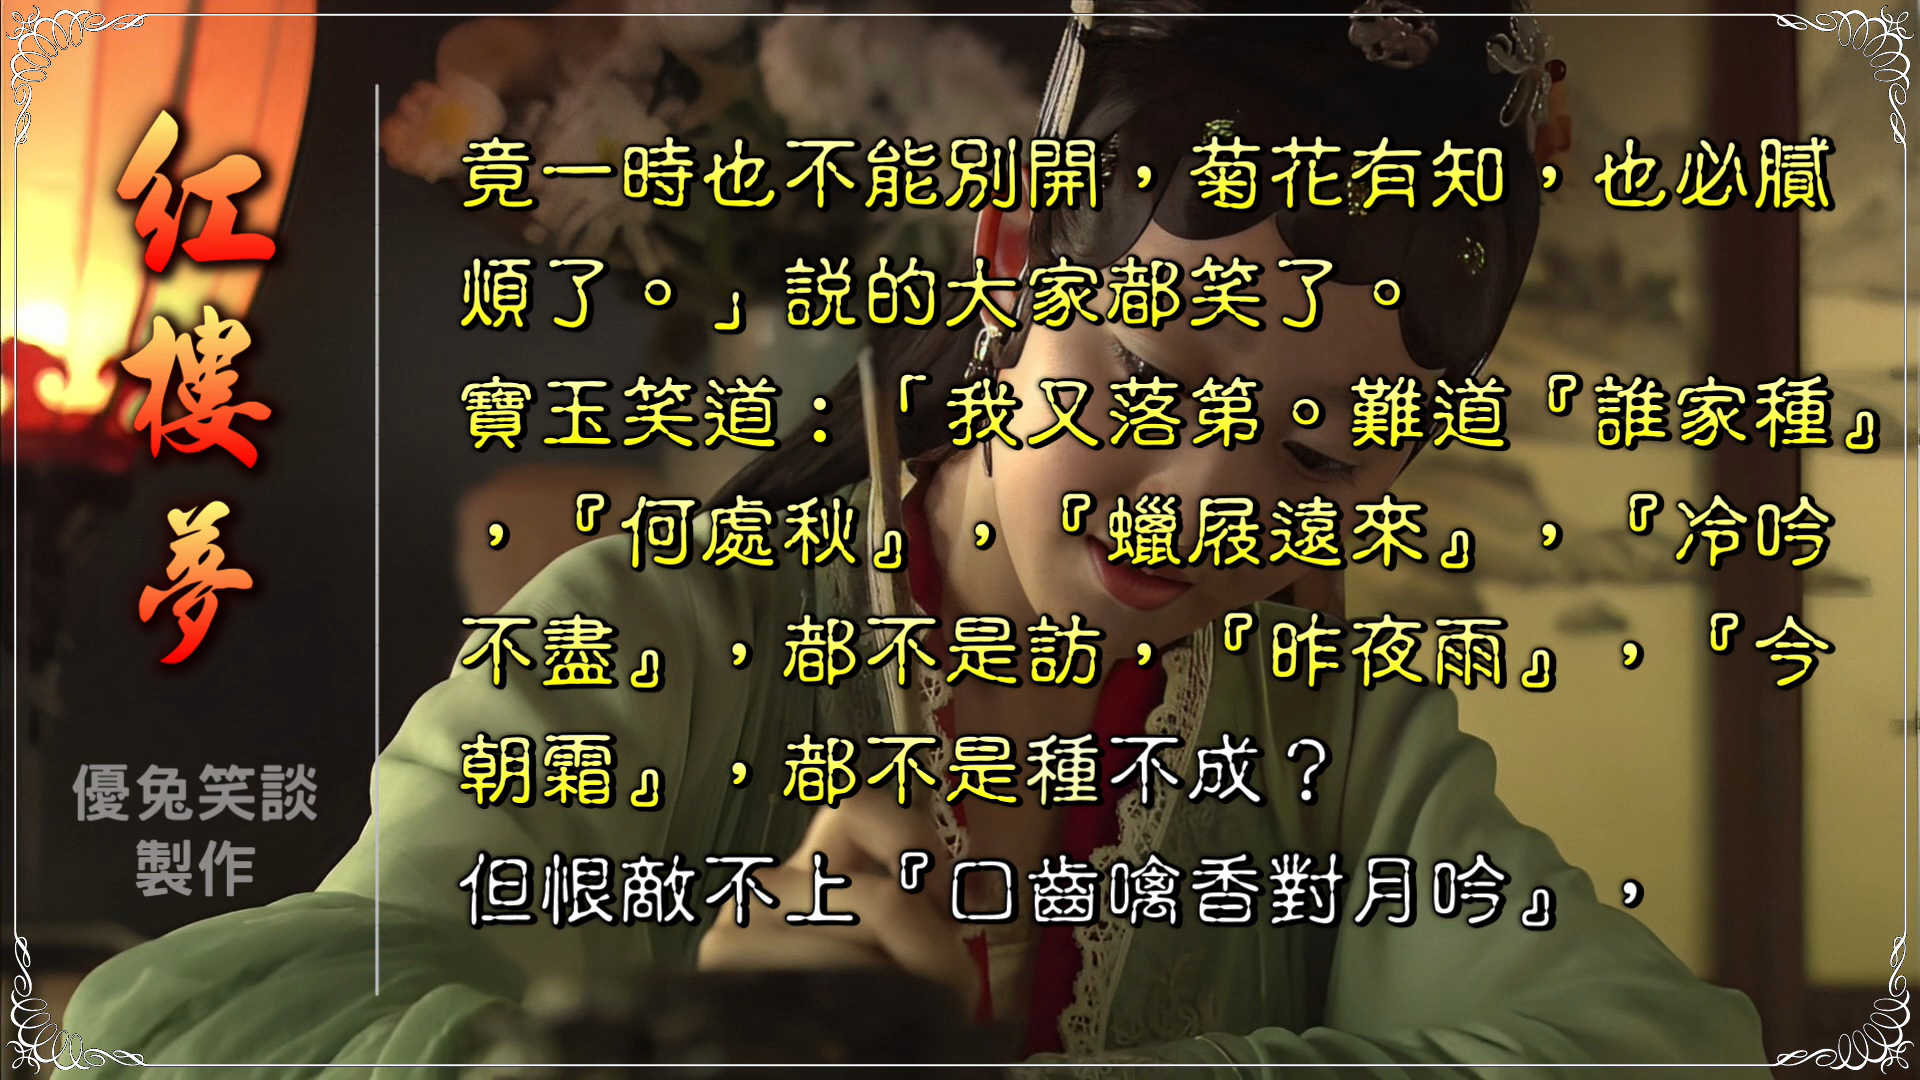 紅樓夢
優兔笑談
製作
竟一時也不能別開，菊花有知，也必膩
煩了。」説的大家都笑了。
寶玉笑道：「我又落第。難道『誰家種』
，『何處秋』，『蠟屐遠來』，『冷吟
不盡』，都不是訪，『昨夜雨』，『今
朝霜』，都不是種不成？
但恨敵不上『口齒噙香對月吟』，